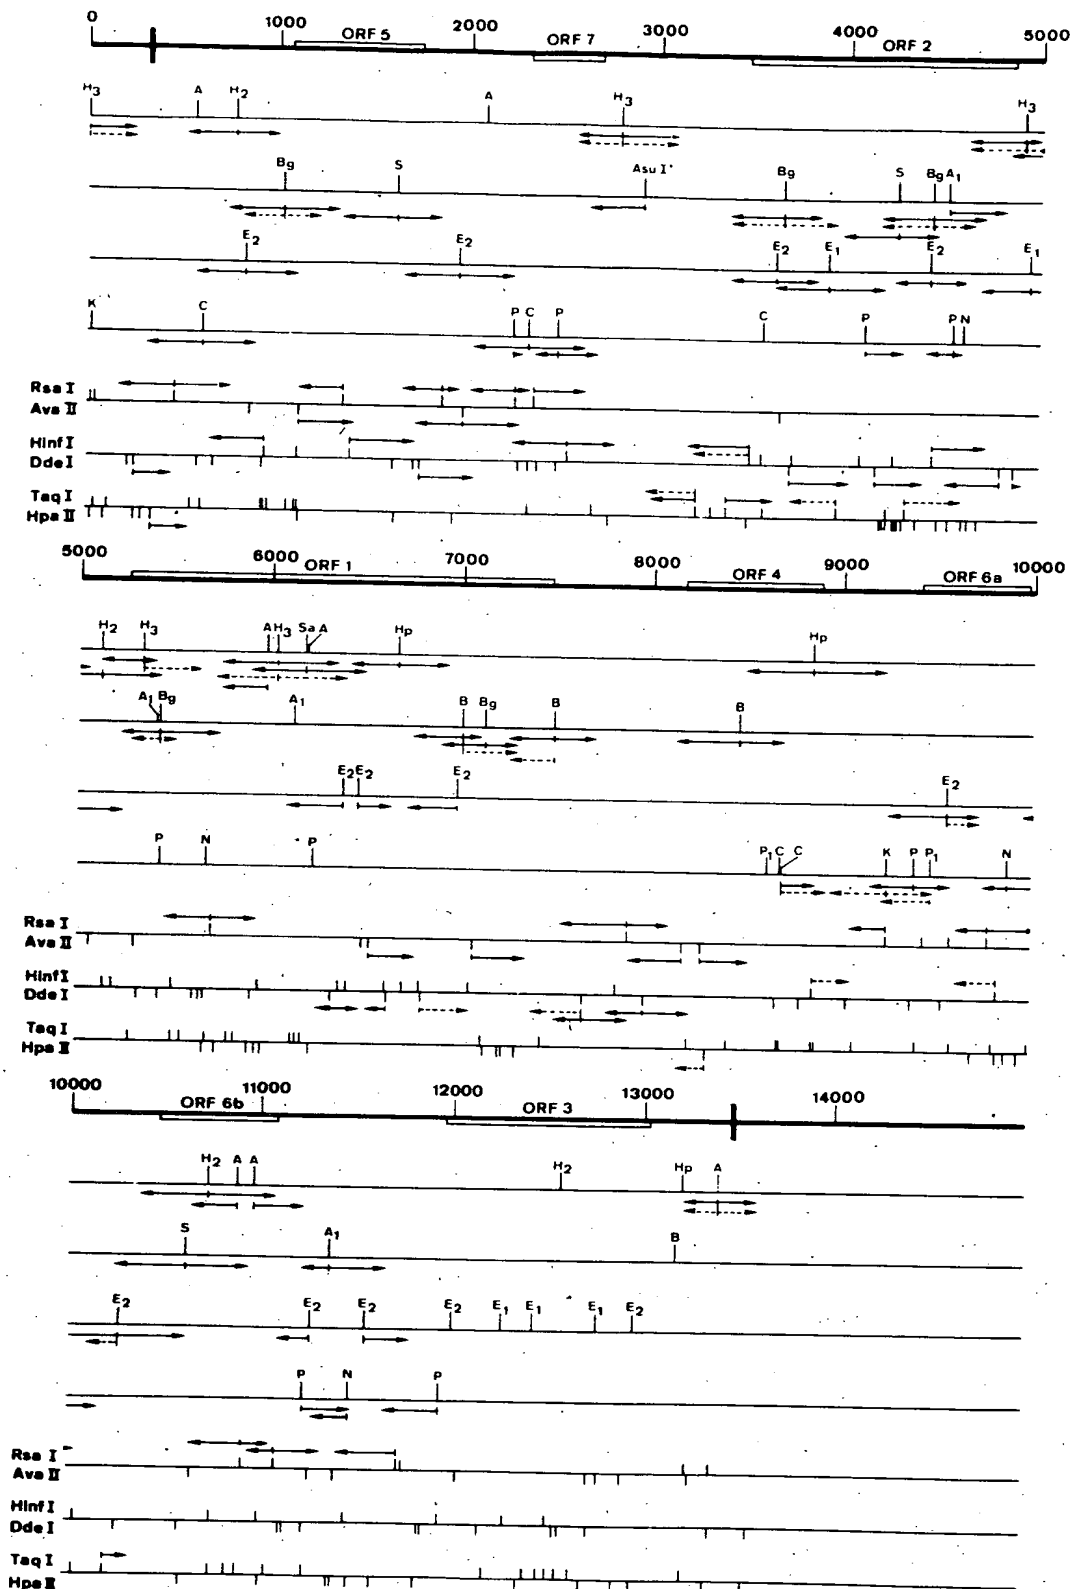 0 1000 2000 3000 4000 5000
ORF 5 ORF 7 ORF 2
H3 A H2 A H3 H3
Bg S Asu I' Bg S Bg A1
E2 E2 E2 E1 E2 E1
K C P C P C P P N
Rsa I
Ava II
Hinf I
Dde I
Taq I
Hpa II
5000 6000 7000 8000 9000 10000
ORF 1 ORF 4 ORF 6a
H2 H3 A H3 Sa A Hp Hp
A1 Bg A1 B Bg B B
E2 E2 E2 E2
P N P P1 C C K P P1 N
Rsa I
Ava II
Hinf I
Dde I
Taq I
Hpa II
10000 11000 12000 13000 14000
ORF 6b ORF 3
H2 A A H2 Hp A
S A1 B
E2 E2 E2 E2 E1 E1 E1 E2
P N P
Rsa I
Ava II
Hinf I
Dde I
Taq I
Hpa II